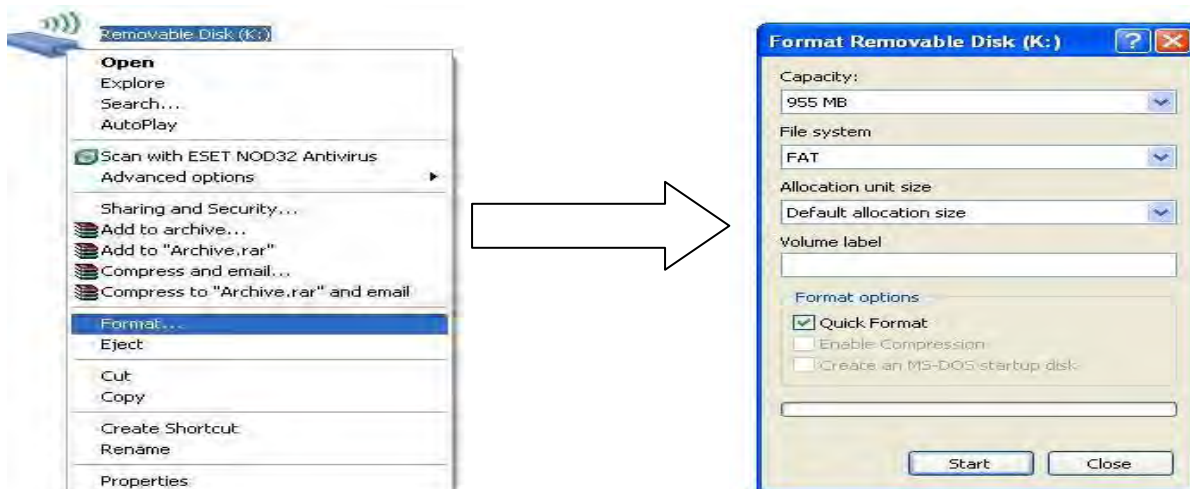 Removable Disk (K:)
Open
Explore
Search...
AutoPlay
Scan with ESET NOD32 Antivirus
Advanced options
Sharing and Security...
Add to archive...
Add to "Archive.rar"
Compress and email...
Compress to "Archive.rar" and email
Format...
Eject
Cut
Copy
Create Shortcut
Rename
Properties
Format Removable Disk (K:)
Capacity:
955 MB
File system
FAT
Allocation unit size
Default allocation size
Volume label
Format options
Quick Format
Enable Compression
Create an MS-DOS startup disk
Start
Close